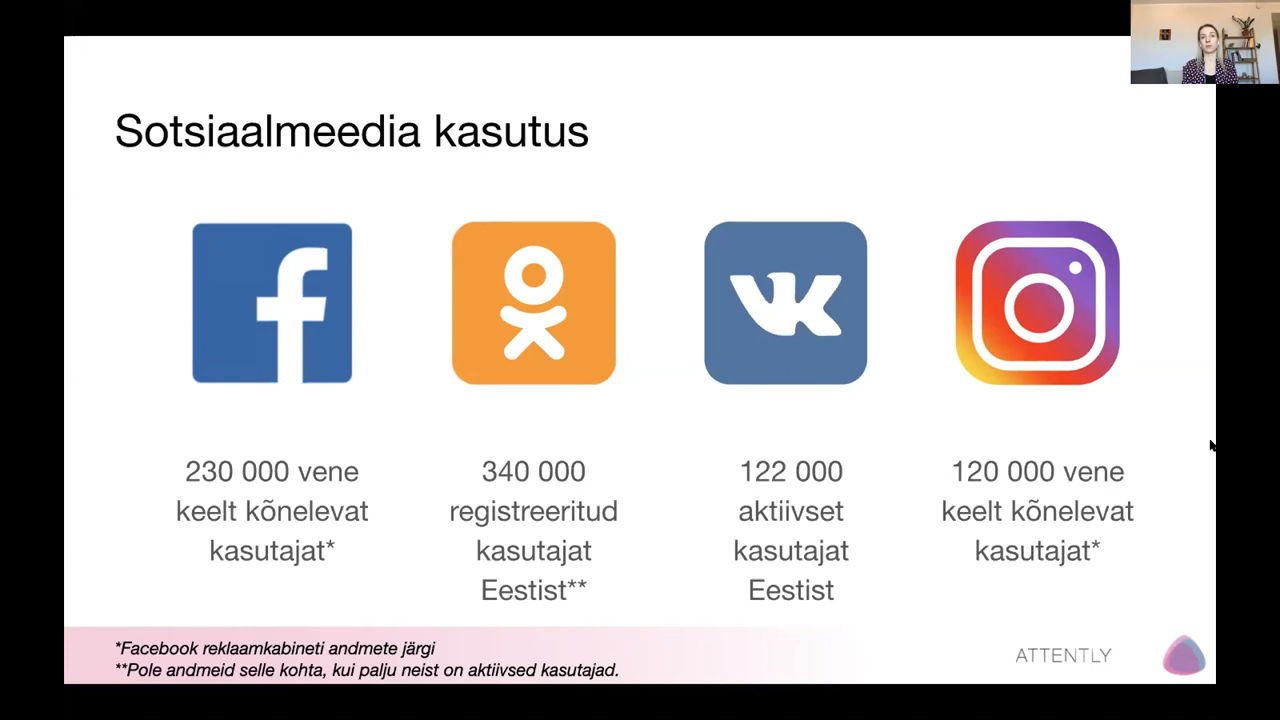 Sotsiaalmeedia kasutus
230 000 vene
keelt kõnelevat
kasutajat*
340 000
registreeritud
kasutajat
Eestist**
122 000
aktiivset
kasutajat
Eestist
120 000 vene
keelt kõnelevat
kasutajat*
*Facebook reklaamkabineti andmete järgi
**Pole andmeid selle kohta, kui palju neist on aktiivsed kasutajad.
ATTENTLY